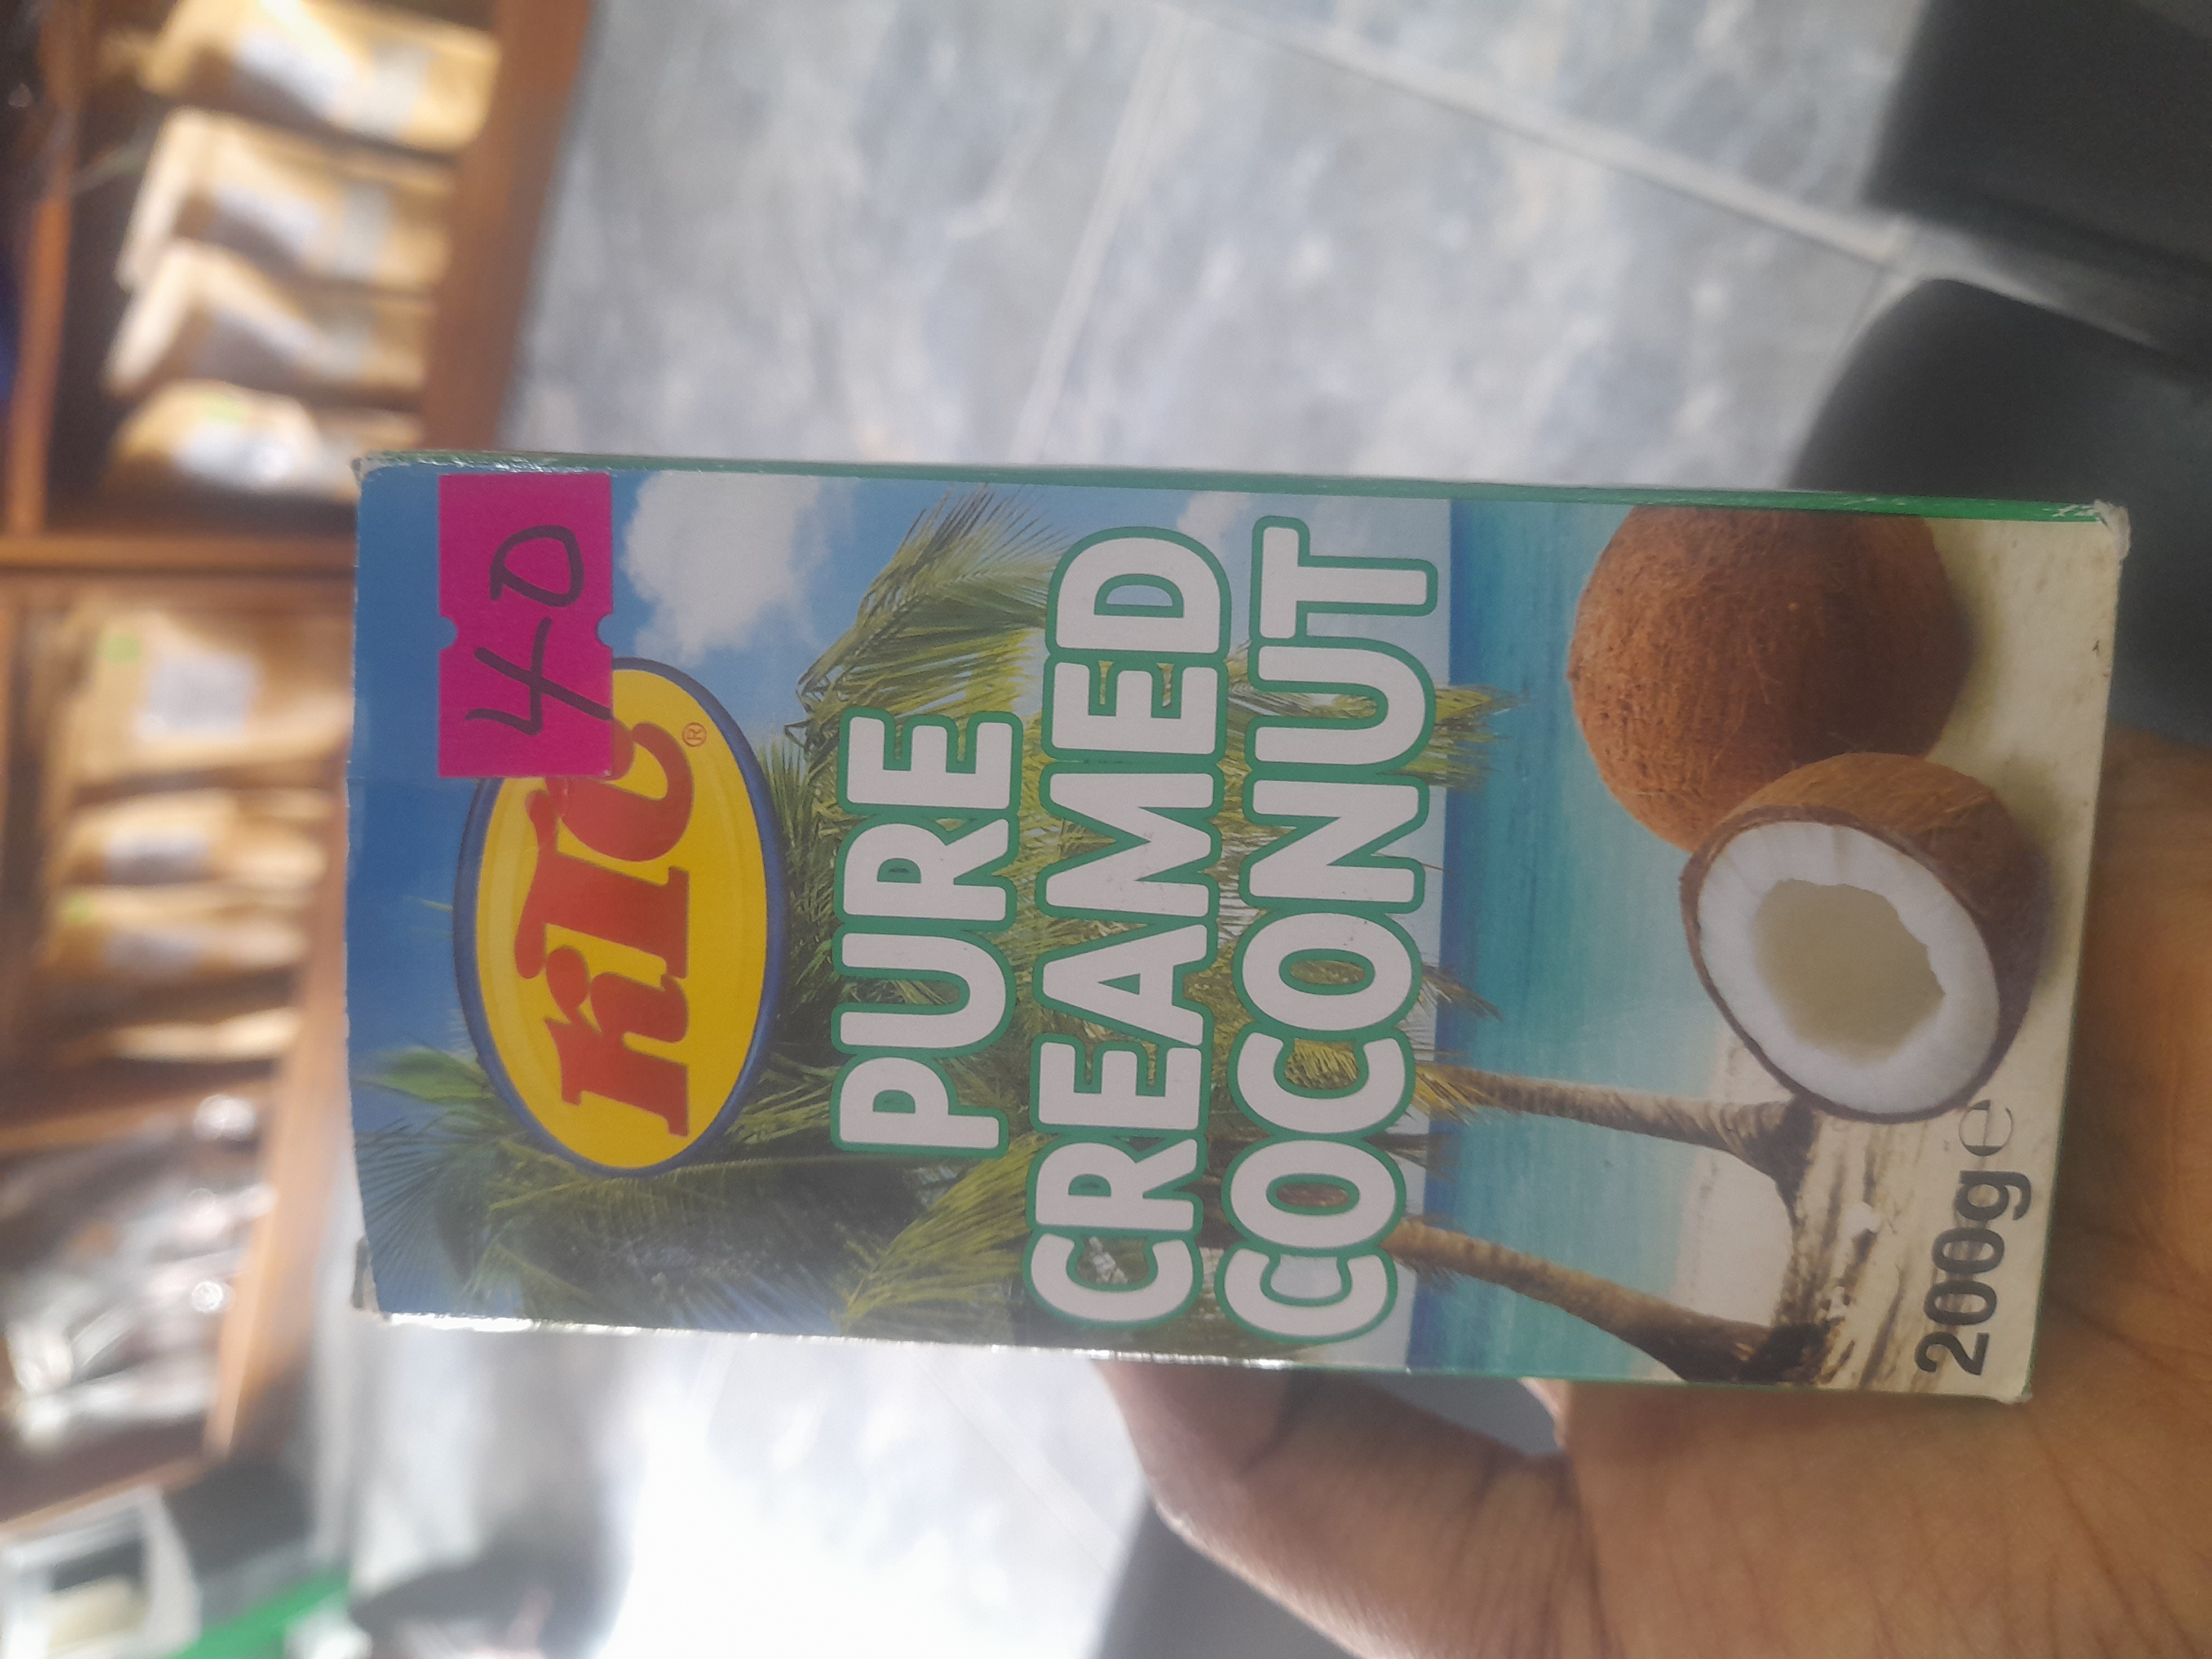 40
KTC®
PURE
CREAMED
COCONUT
200g e